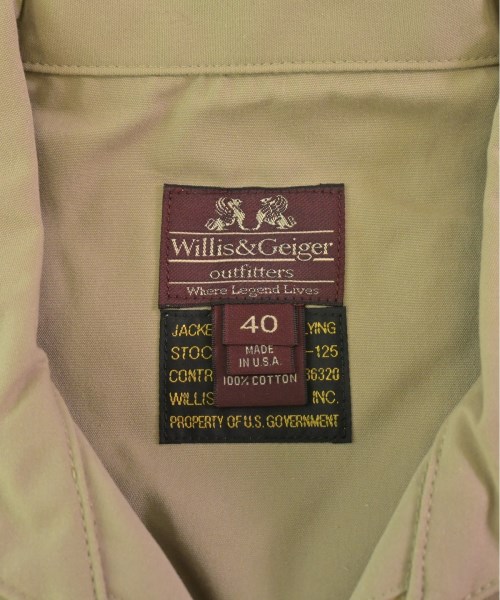 Willis&Geiger
outfitters
Where Legend Lives
40
MADE
IN U.S.A.
100% COTTON
JACKE LYING
STOC -125
CONTR 36320
WILLIS INC.
PROPERTY OF U.S. GOVERNMENT